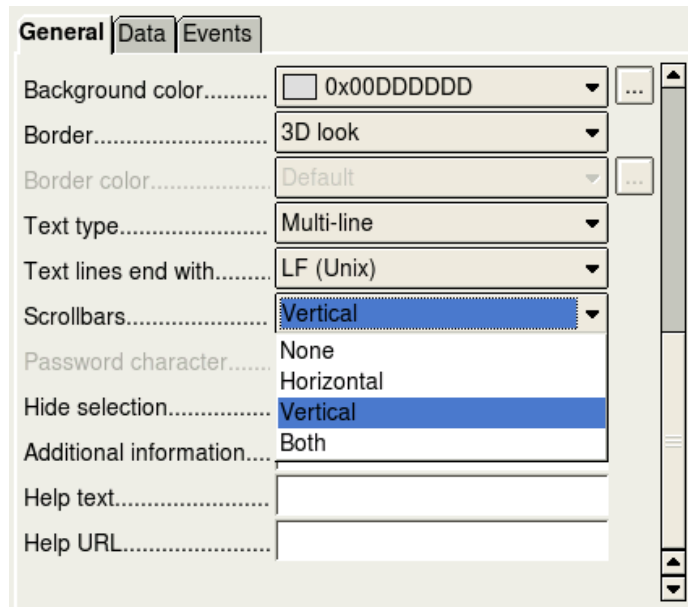 General Data Events
Background color.......... 0x00DDDDDD ...
Border............................ 3D look
Border color.................... Default ...
Text type......................... Multi-line
Text lines end with......... LF (Unix)
Scrollbars........................ Vertical
None
Password character.......
Horizontal
Hide selection................ Vertical
Both
Additional information....
Help text..........................
Help URL.........................